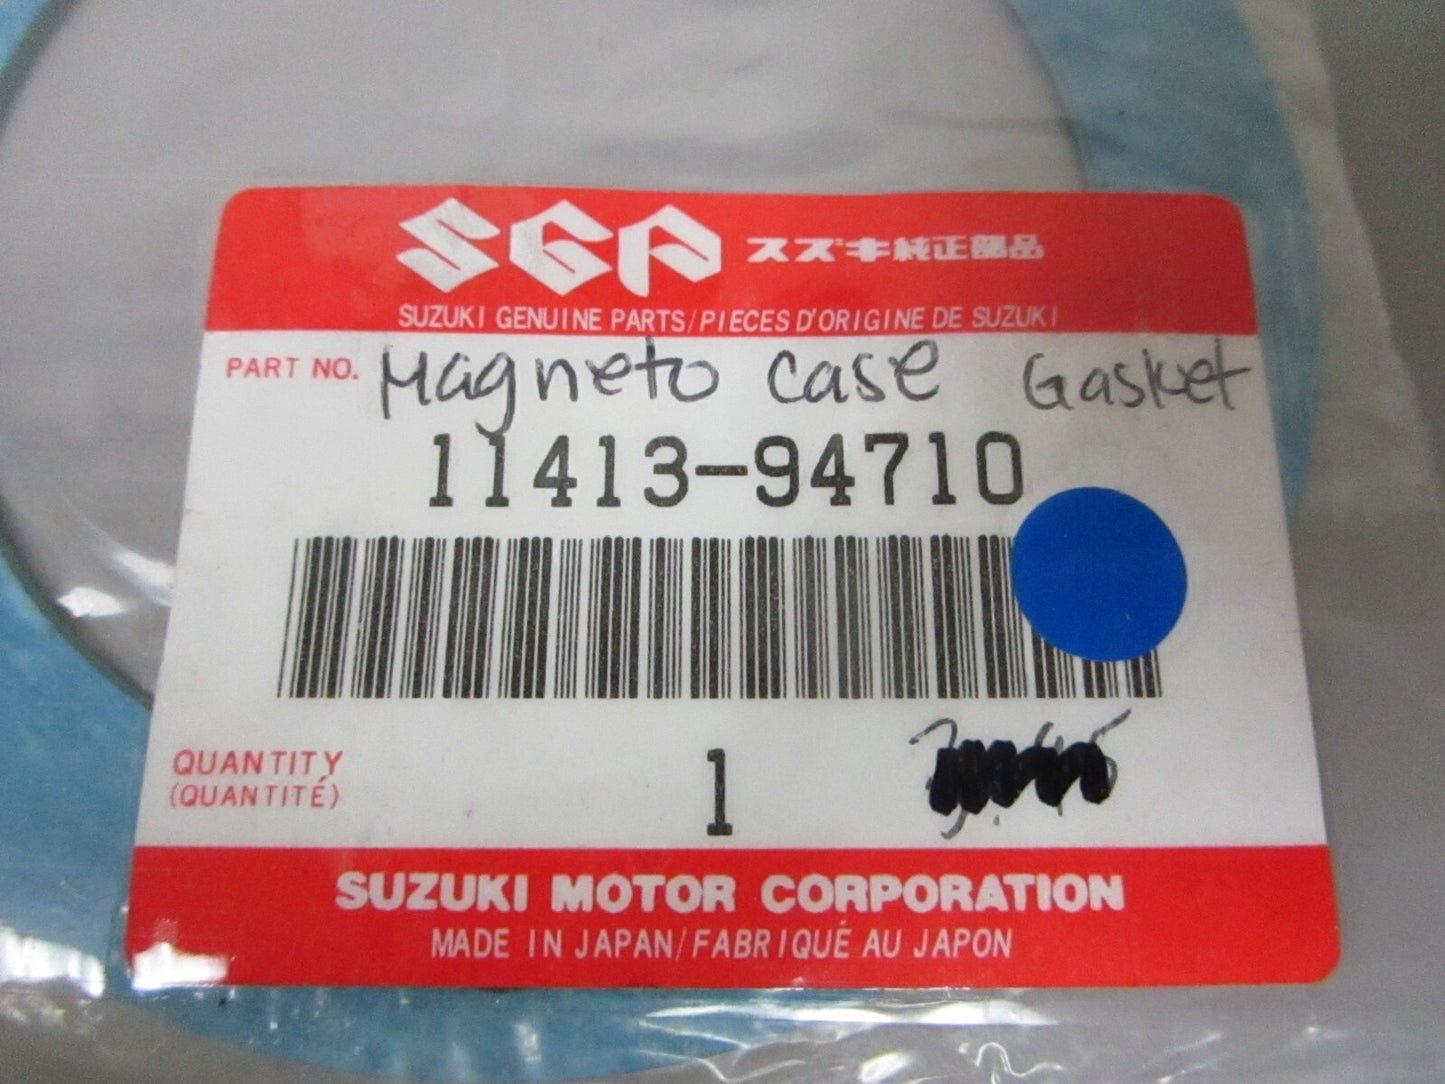 SGP スズキ純正部品
SUZUKI GENUINE PARTS/PIECES D'ORIGINE DE SUZUKI
PART NO. Magneto case Gasket
11413-94710
QUANTITY
(QUANTITÉ) 1
SUZUKI MOTOR CORPORATION
MADE IN JAPAN/FABRIQUÉ AU JAPON